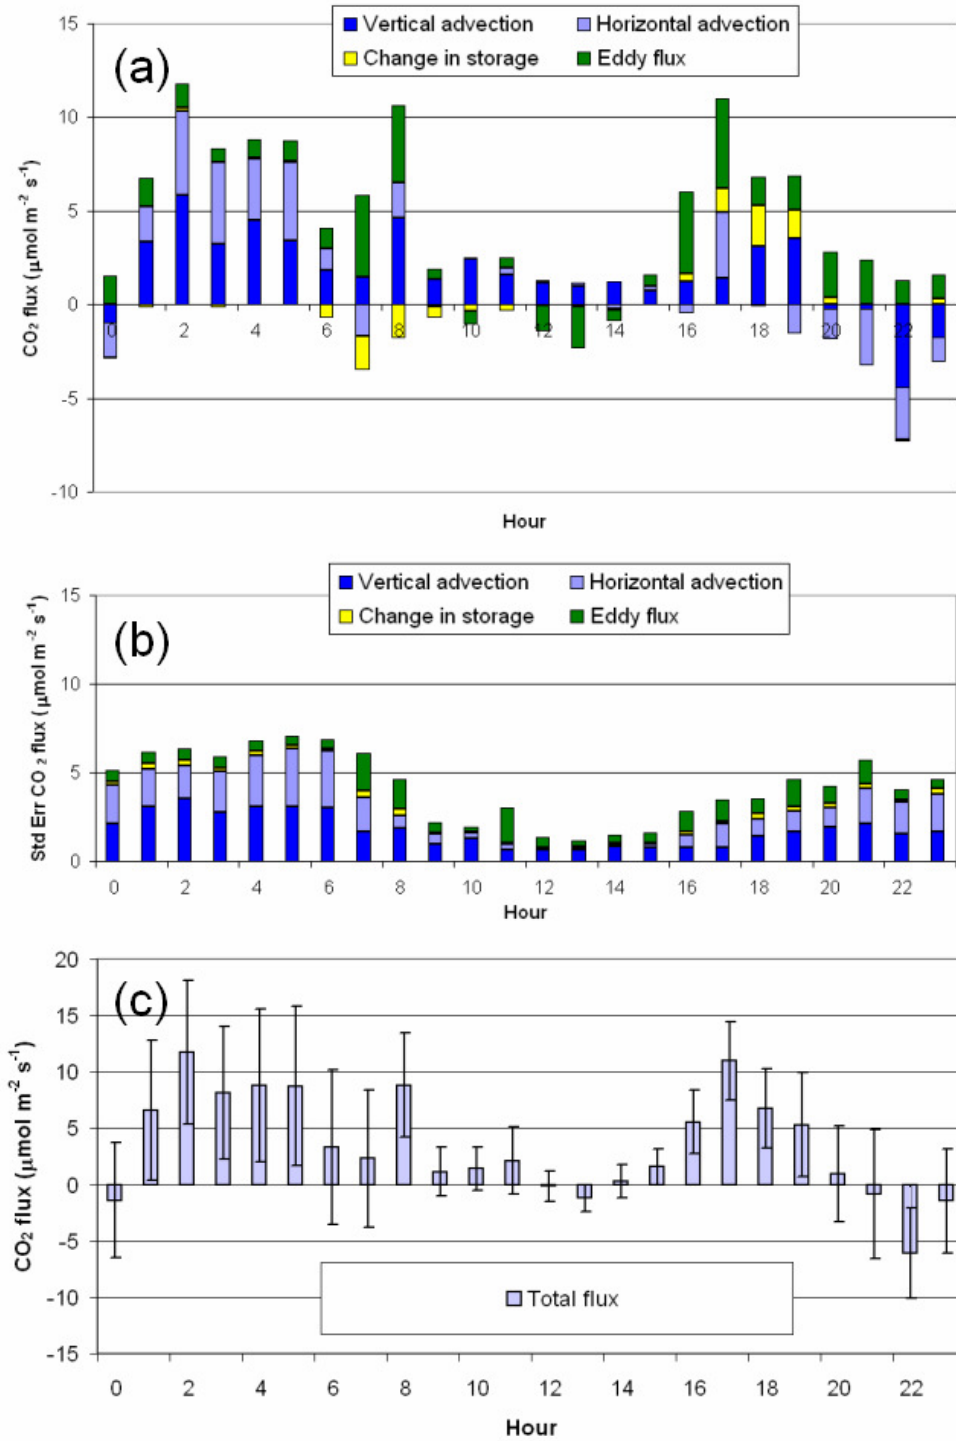 15
Vertical advection Horizontal advection
Change in storage Eddy flux
(a)
10
5
0
-5
-10
CO₂ flux (μmol m⁻² s⁻¹)
0 2 4 6 8 10 12 14 16 18 20 22
Hour
Vertical advection Horizontal advection
Change in storage Eddy flux
15
(b)
10
5
0
Std Err CO₂ flux (μmol m⁻² s⁻¹)
0 2 4 6 8 10 12 14 16 18 20 22
Hour
20
(c)
15
10
5
0
-5
-10
-15
CO₂ flux (μmol m⁻² s⁻¹)
Total flux
0 2 4 6 8 10 12 14 16 18 20 22
Hour